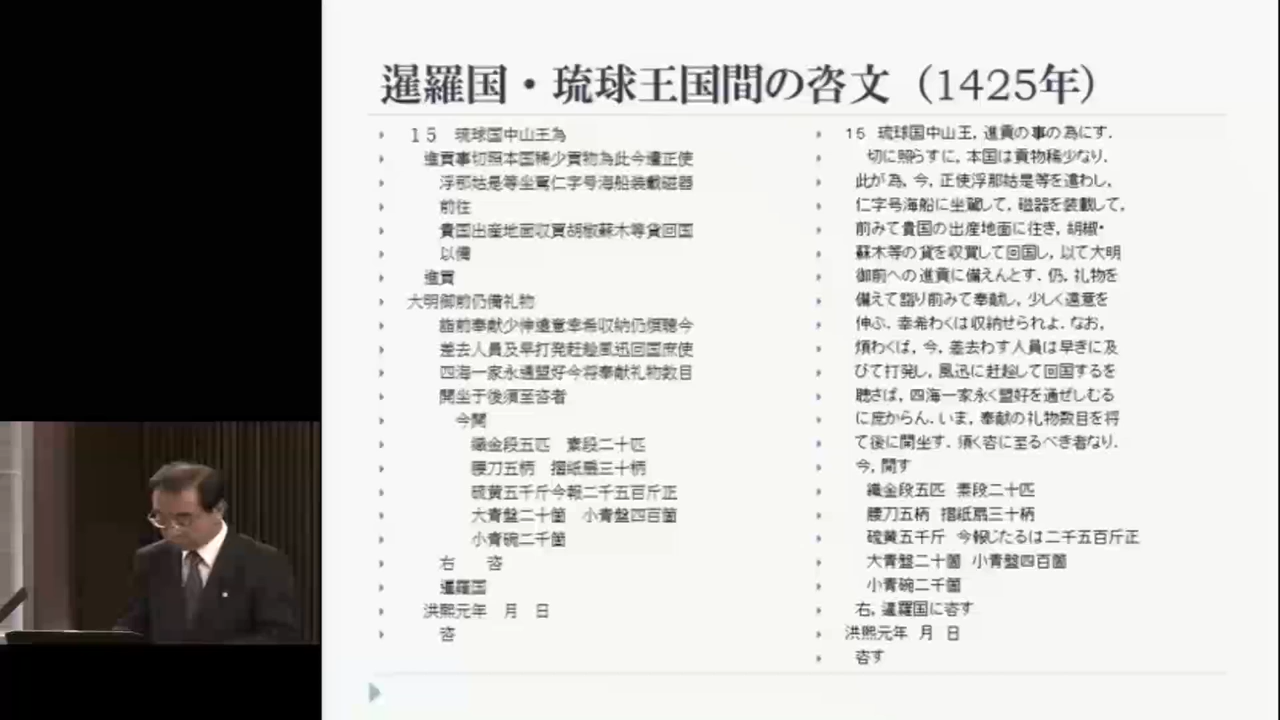 暹羅国・琉球王国間の咨文（1425年）
１５　琉球国中山王為
進貢事切照本国稀少貢物為此今遣正使
浮那姑是等坐駕仁字号海船装載磁器
前往
貴国出産地面収買胡椒蘇木等貨回国
以備
進貢
大明御前仍備礼物
詣前奉献少伸遠意幸希収納仍煩聴今
差去人員及早打発赶趁風迅回国庶使
四海一家永通盟好今将奉献礼物数目
開坐于後須至咨者
今開
織金段五匹　素段二十匹
腰刀五柄　摺紙扇三十柄
硫黄五千斤今報二千五百斤正
大青盤二十箇　小青盤四百箇
小青碗二千箇
右　　咨
暹羅国
洪熙元年　月　日
咨
15　琉球国中山王，進貢の事の為にす．
切に照らすに，本国は貢物稀少なり．
此が為，今，正使浮那姑是等を遣わし，
仁字号海船に坐駕して，磁器を装載して，
前みて貴国の出産地面に往き，胡椒・
蘇木等の貨を収買して回国し，以て大明
御前への進貢に備えんとす．仍，礼物を
備えて詣り前みて奉献し，少しく遠意を
伸ぶ．幸希わくは収納せられよ．なお，
煩わくば，今，差去わす人員は早きに及
びて打発し，風迅に赶趁して回国するを
聴さば，四海一家永く盟好を通ぜしむる
に庶からん．いま，奉献の礼物数目を将
て後に開坐す．須く咨に至るべき者なり．
今，開す
織金段五匹　素段二十匹
腰刀五柄　摺紙扇三十柄
硫黄五千斤　今報じたるは二千五百斤正
大青盤二十箇　小青盤四百箇
小青碗二千箇
右，暹羅国に咨す
洪熙元年　月　日
咨す